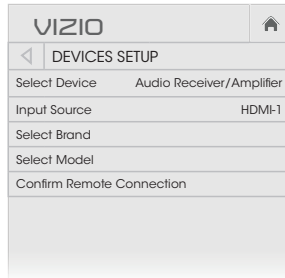 VIZIO
DEVICES SETUP
Select Device Audio Receiver/Amplifier
Input Source HDMI-1
Select Brand
Select Model
Confirm Remote Connection